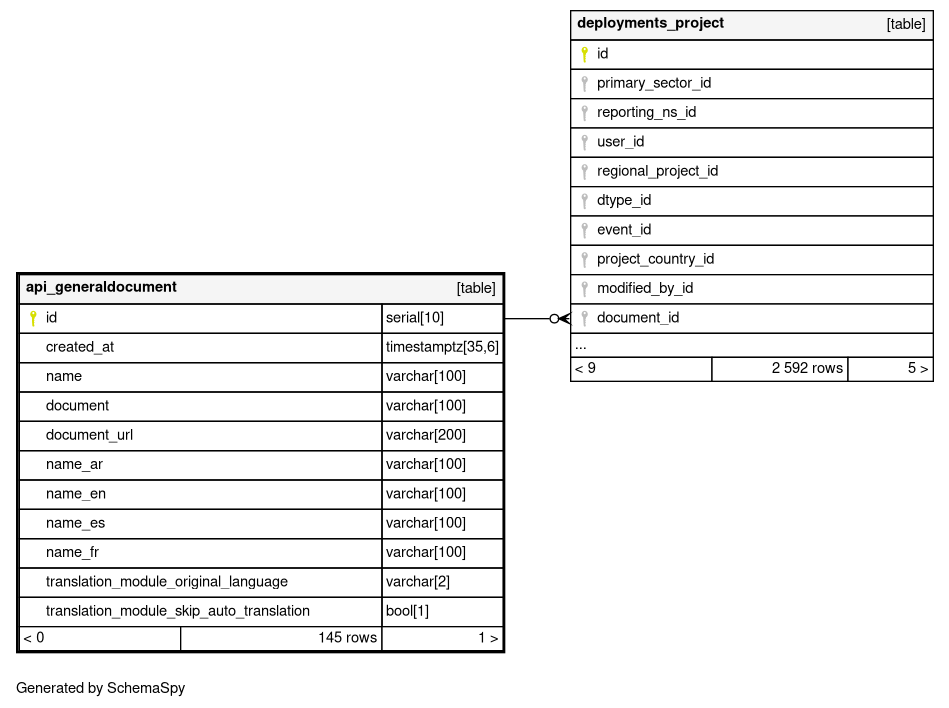 deployments_project [table]
id
primary_sector_id
reporting_ns_id
user_id
regional_project_id
dtype_id
event_id
project_country_id
modified_by_id
document_id
...
< 9 2 592 rows 5 >
api_generaldocument [table]
id serial[10]
created_at timestamptz[35,6]
name varchar[100]
document varchar[100]
document_url varchar[200]
name_ar varchar[100]
name_en varchar[100]
name_es varchar[100]
name_fr varchar[100]
translation_module_original_language varchar[2]
translation_module_skip_auto_translation bool[1]
< 0 145 rows 1 >
Generated by SchemaSpy